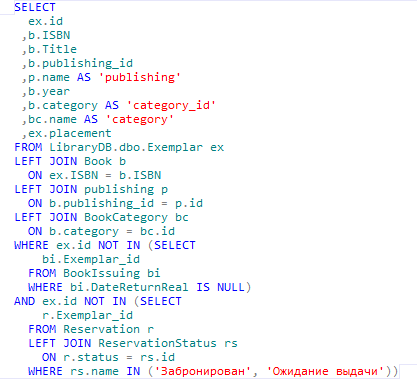 SELECT
ex.id
,b.ISBN
,b.Title
,b.publishing_id
,p.name AS 'publishing'
,b.year
,b.category AS 'category_id'
,bc.name AS 'category'
,ex.placement
FROM LibraryDB.dbo.Exemplar ex
LEFT JOIN Book b
ON ex.ISBN = b.ISBN
LEFT JOIN publishing p
ON b.publishing_id = p.id
LEFT JOIN BookCategory bc
ON b.category = bc.id
WHERE ex.id NOT IN (SELECT
bi.Exemplar_id
FROM BookIssuing bi
WHERE bi.DateReturnReal IS NULL)
AND ex.id NOT IN (SELECT
r.Exemplar_id
FROM Reservation r
LEFT JOIN ReservationStatus rs
ON r.status = rs.id
WHERE rs.name IN ('Забронирован', 'Ожидание выдачи'))